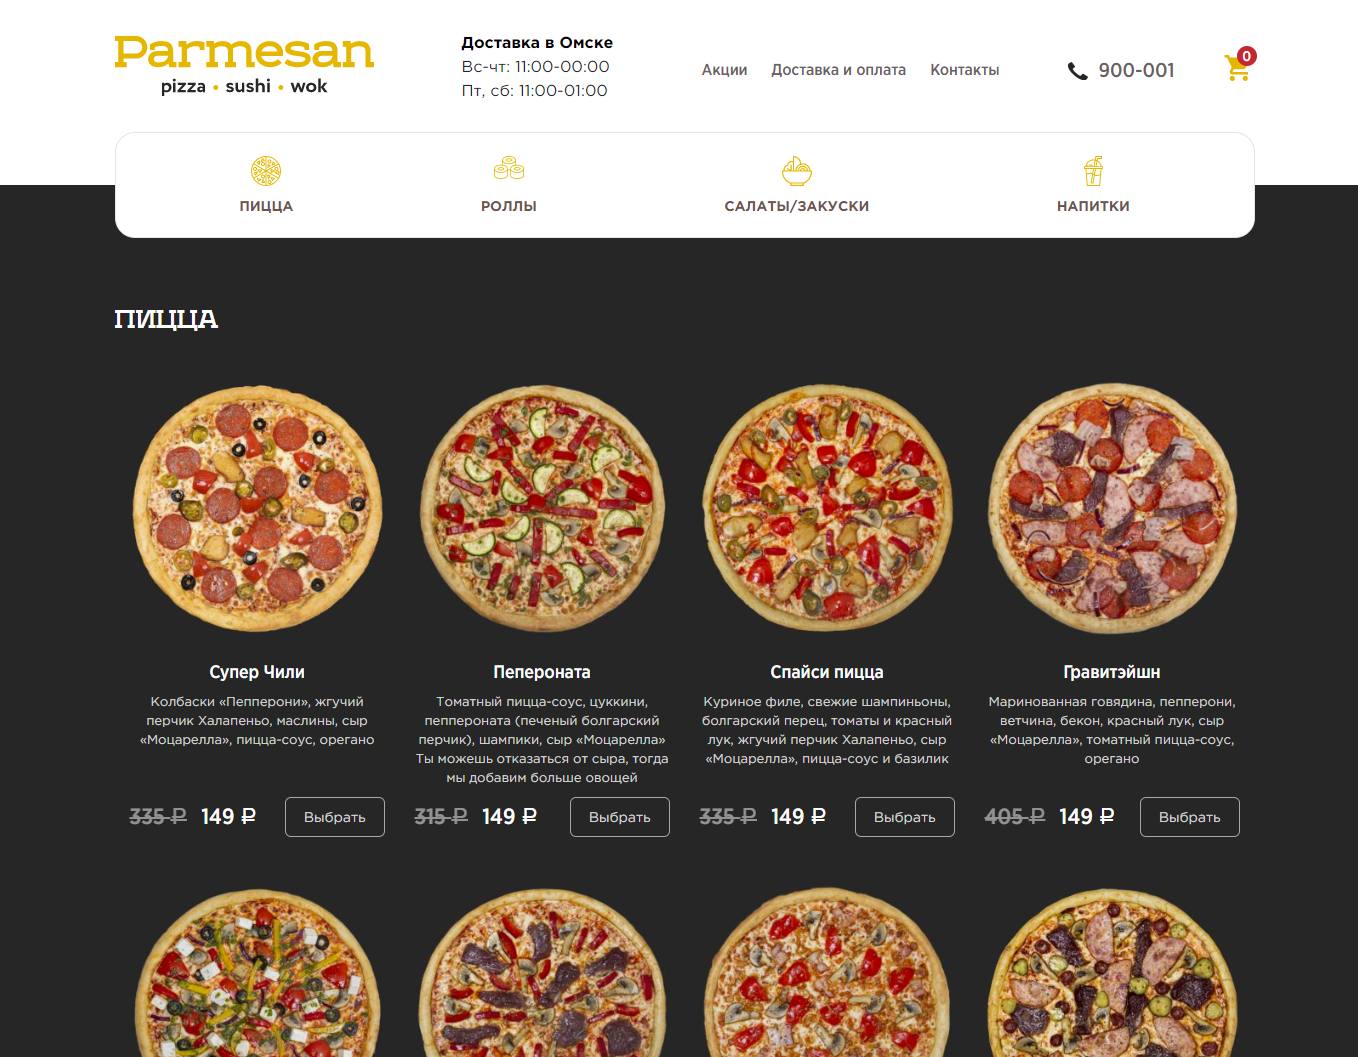 Parmesan
pizza • sushi • wok
Доставка в Омске
Вс-чт: 11:00-00:00
Пт, сб: 11:00-01:00
Акции
Доставка и оплата
Контакты
900-001
0
ПИЦЦА
РОЛЛЫ
САЛАТЫ/ЗАКУСКИ
НАПИТКИ
ПИЦЦА
Супер Чили
Колбаски «Пепперони», жгучий
перчик Халапеньо, маслины, сыр
«Моцарелла», пицца-соус, орегано
335 ₽ 149 ₽
Выбрать
Пепероната
Томатный пицца-соус, цуккини,
пеппероната (печеный болгарский
перчик), шампики, сыр «Моцарелла»
Ты можешь отказаться от сыра, тогда
мы добавим больше овощей
315 ₽ 149 ₽
Выбрать
Спайси пицца
Куриное филе, свежие шампиньоны,
болгарский перец, томаты и красный
лук, жгучий перчик Халапеньо, сыр
«Моцарелла», пицца-соус и базилик
335 ₽ 149 ₽
Выбрать
Гравитэйшн
Маринованная говядина, пепперони,
ветчина, бекон, красный лук, сыр
«Моцарелла», томатный пицца-соус,
орегано
405 ₽ 149 ₽
Выбрать